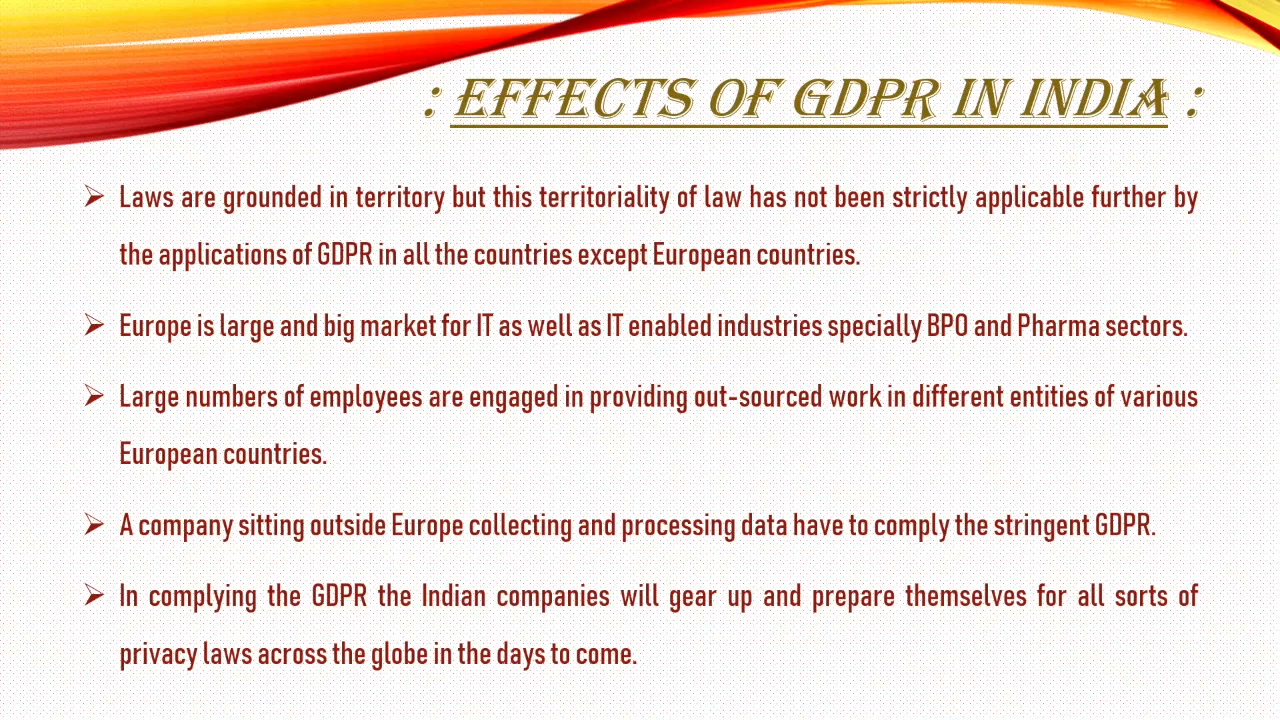 : EFFECTS OF GDPR IN INDIA :
➢ Laws are grounded in territory but this territoriality of law has not been strictly applicable further by
the applications of GDPR in all the countries except European countries.
➢ Europe is large and big market for IT as well as IT enabled industries specially BPO and Pharma sectors.
➢ Large numbers of employees are engaged in providing out-sourced work in different entities of various
European countries.
➢ A company sitting outside Europe collecting and processing data have to comply the stringent GDPR.
➢ In complying the GDPR the Indian companies will gear up and prepare themselves for all sorts of
privacy laws across the globe in the days to come.